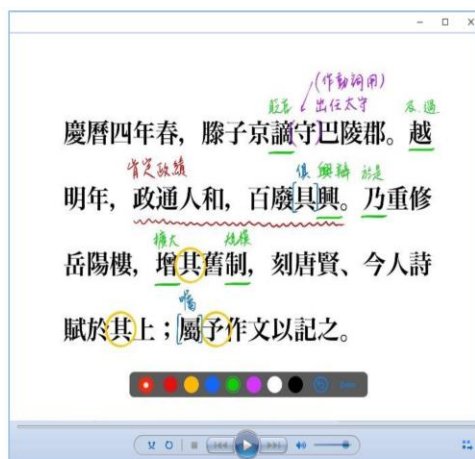 (作動詞用)
貶官 出任太守
慶曆四年春，滕子京謫守巴陵郡。越
及、過
肯定政績 俱 興辦 於是
明年，政通人和，百廢具興。乃重修
擴大 規模
岳陽樓，增其舊制，刻唐賢、今人詩
囑
賦於其上；屬予作文以記之。